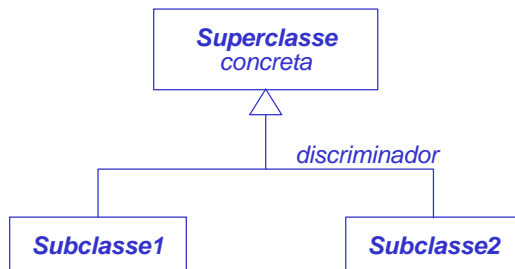 Superclasse
concreta
discriminador
Subclasse1
Subclasse2